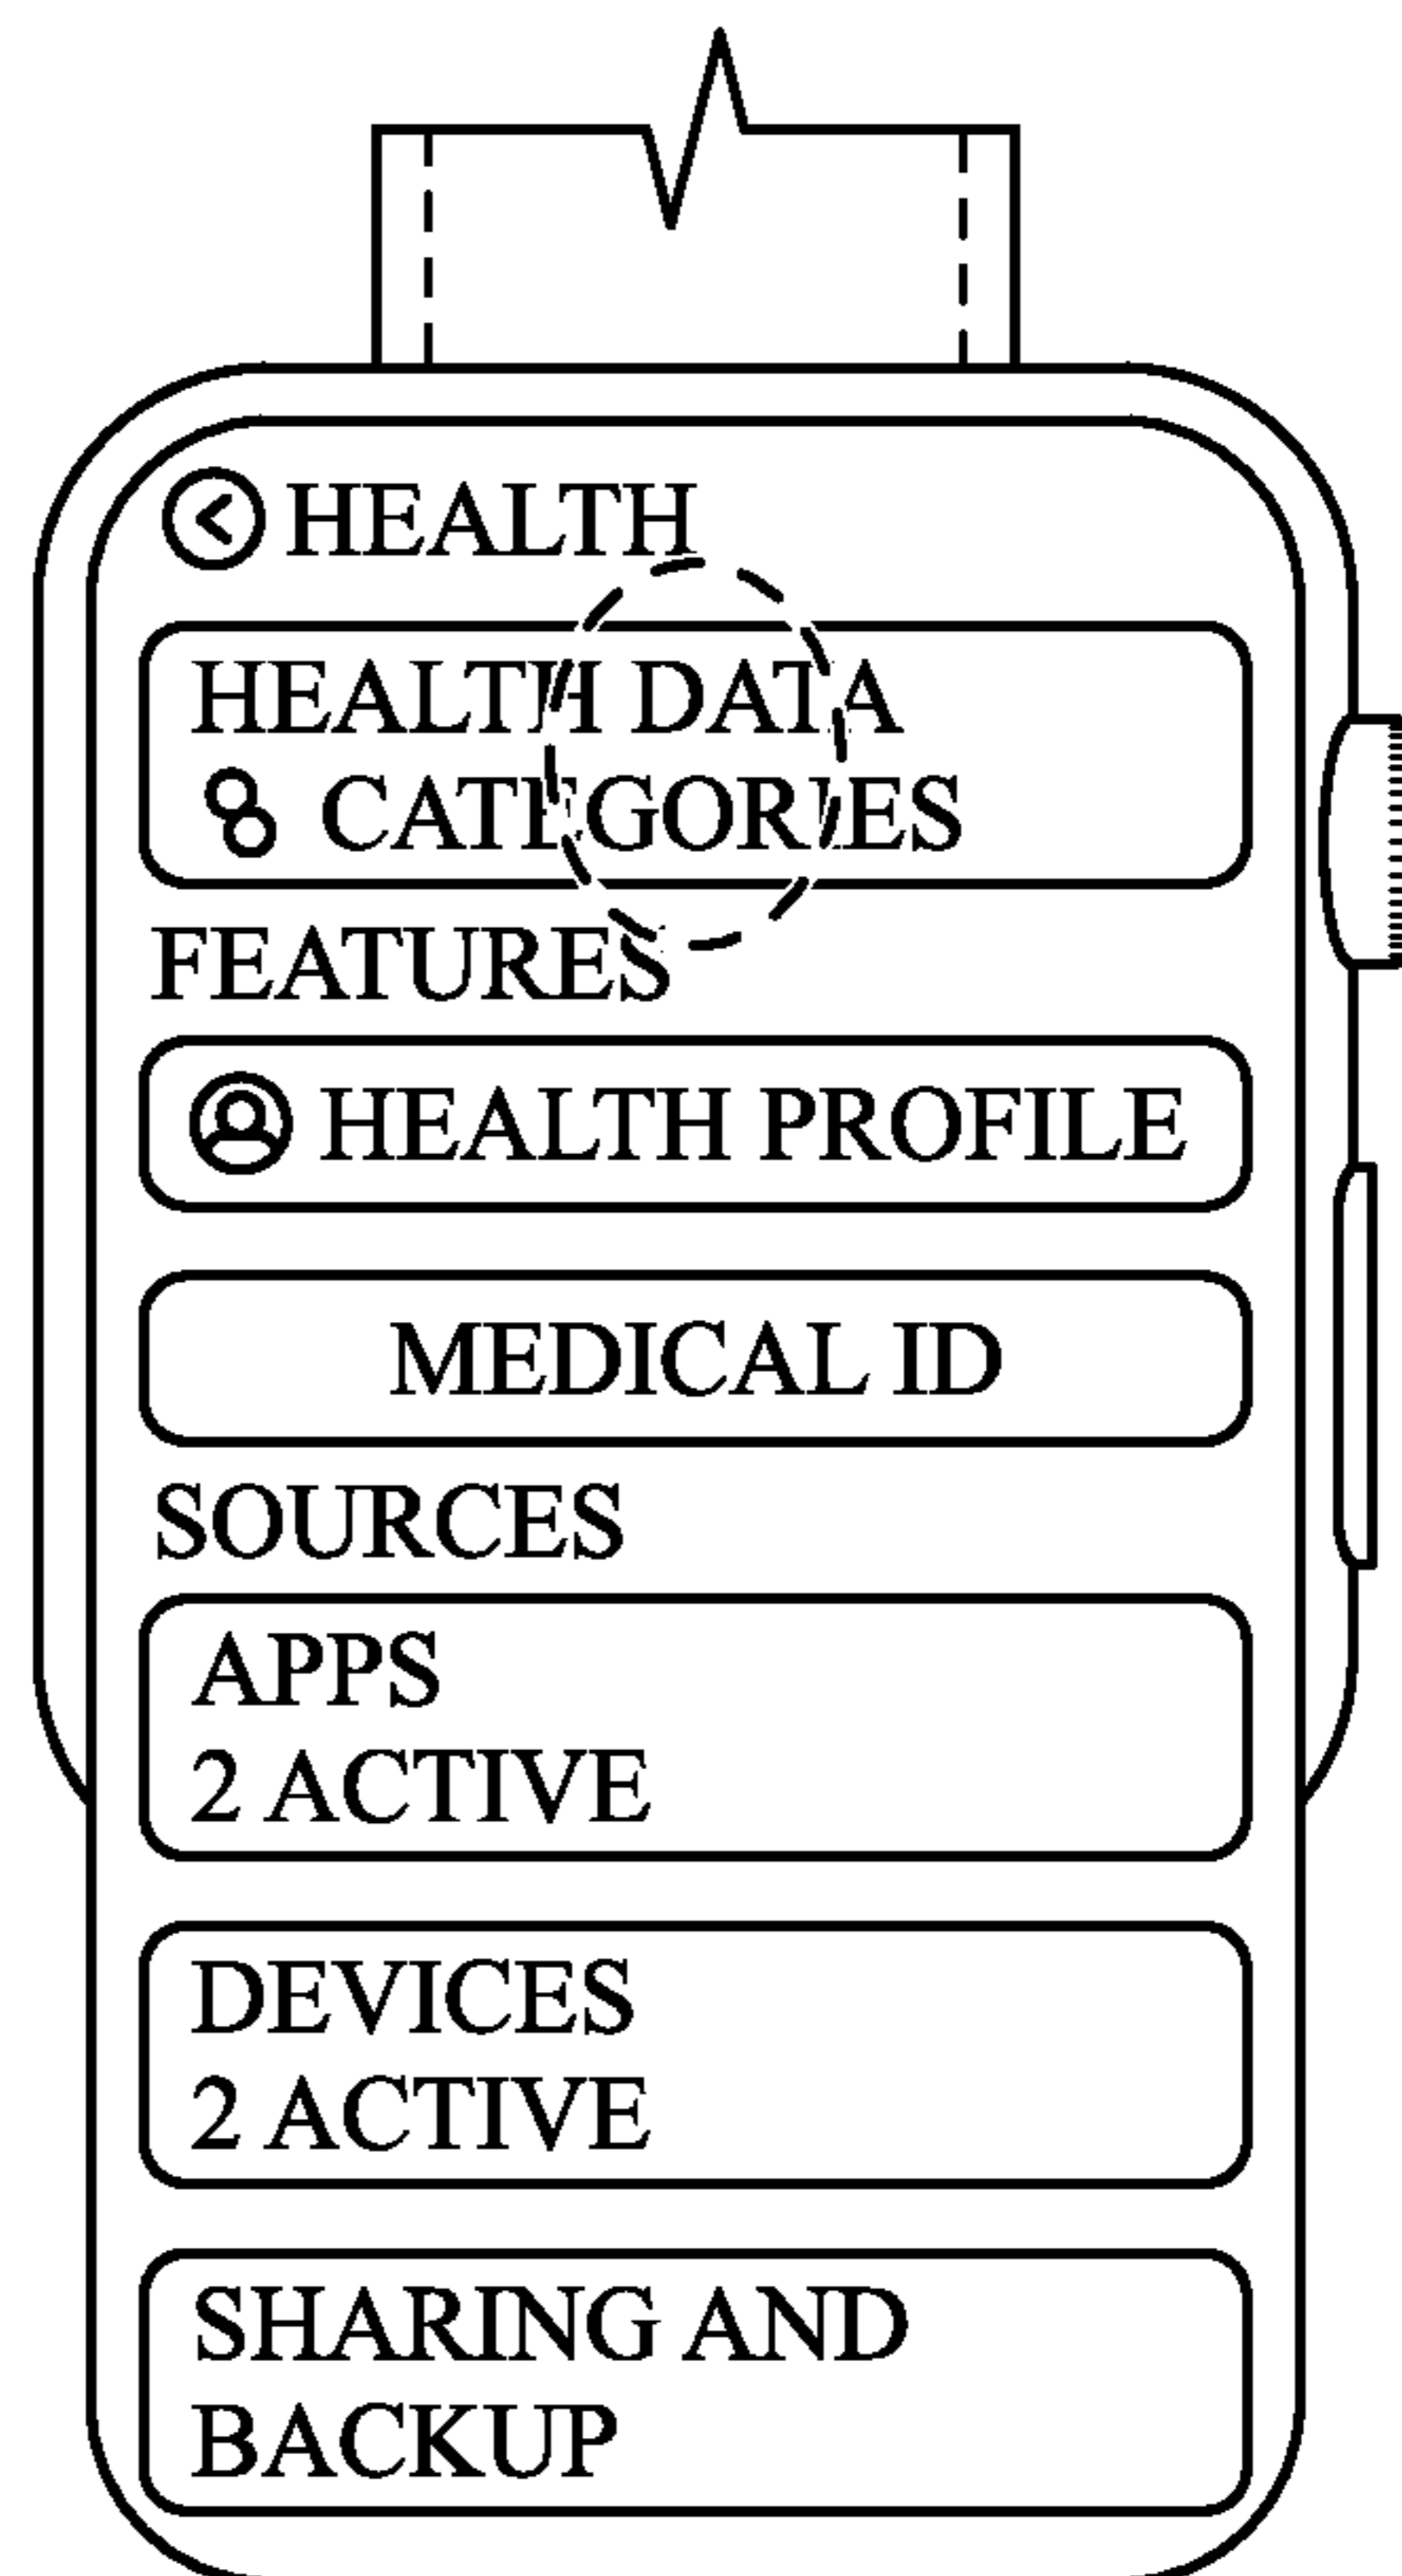 HEALTH
HEALTH DATA
CATEGORIES
FEATURES
HEALTH PROFILE
MEDICAL ID
SOURCES
APPS
2 ACTIVE
DEVICES
2 ACTIVE
SHARING AND
BACKUP